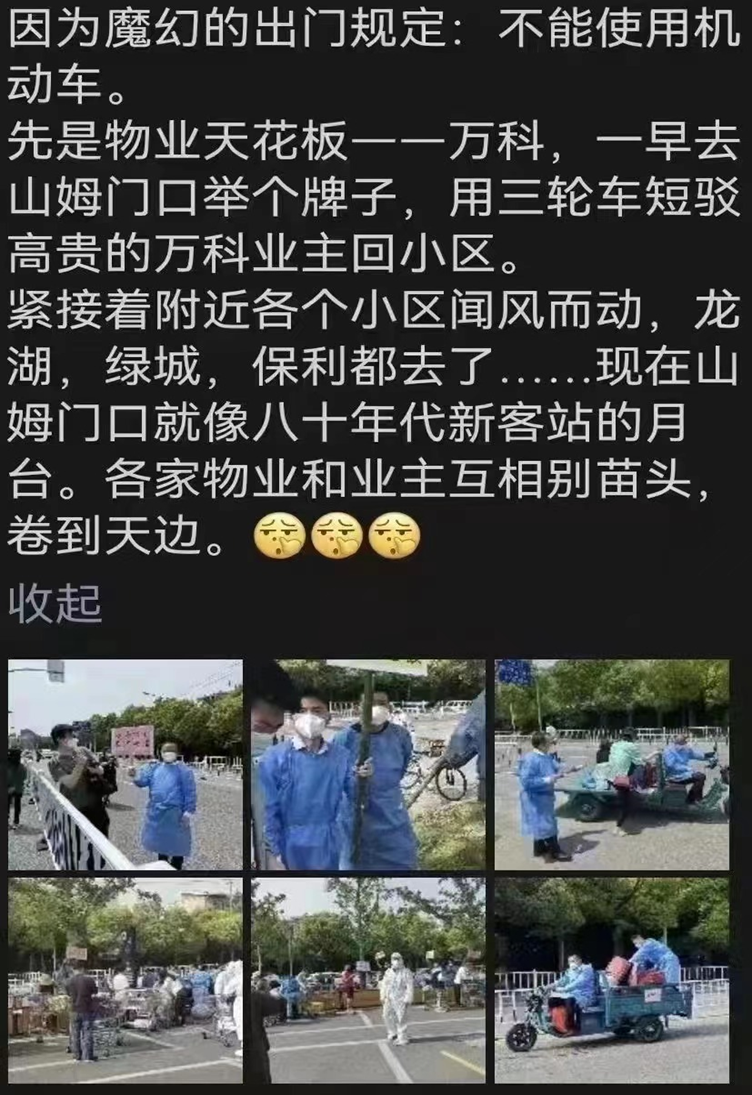 因为魔幻的出门规定：不能使用机
动车。
先是物业天花板一一万科，一早去
山姆门口举个牌子，用三轮车短驳
高贵的万科业主回小区。
紧接着附近各个小区闻风而动，龙
湖，绿城，保利都去了……现在山
姆门口就像八十年代新客站的月
台。各家物业和业主互相别苗头，
卷到天边。
收起